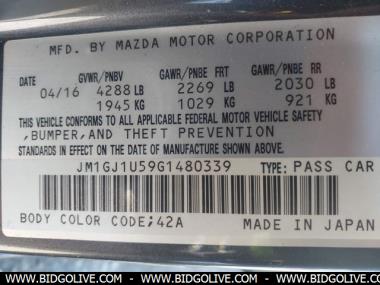 MFD. BY MAZDA MOTOR CORPORATION
GVWR/PNBV GAWR/PNBE FRT GAWR/PNBE RR
04/16 4288 LB 2269 LB 2030 LB
1945 KG 1029 KG 921 KG
THIS VEHICLE CONFORMS TO ALL
APPLICABLE FEDERAL MOTOR VEHICLE SAFETY
,BUMPER,AND THEFT PREVENTION
STANDARDS IN EFFECT ON THE DATE OF
MANUFACTURE SHOWN ABOVE.
JM1GJ1U59G1480339 TYPE: PASS CAR
BODY COLOR CODE;42A MADE IN JAPAN
WWW.BIDGOLIVE.COM - WWW.BIDGOLIVE.COM - WWW.BIDGOLIVE.COM